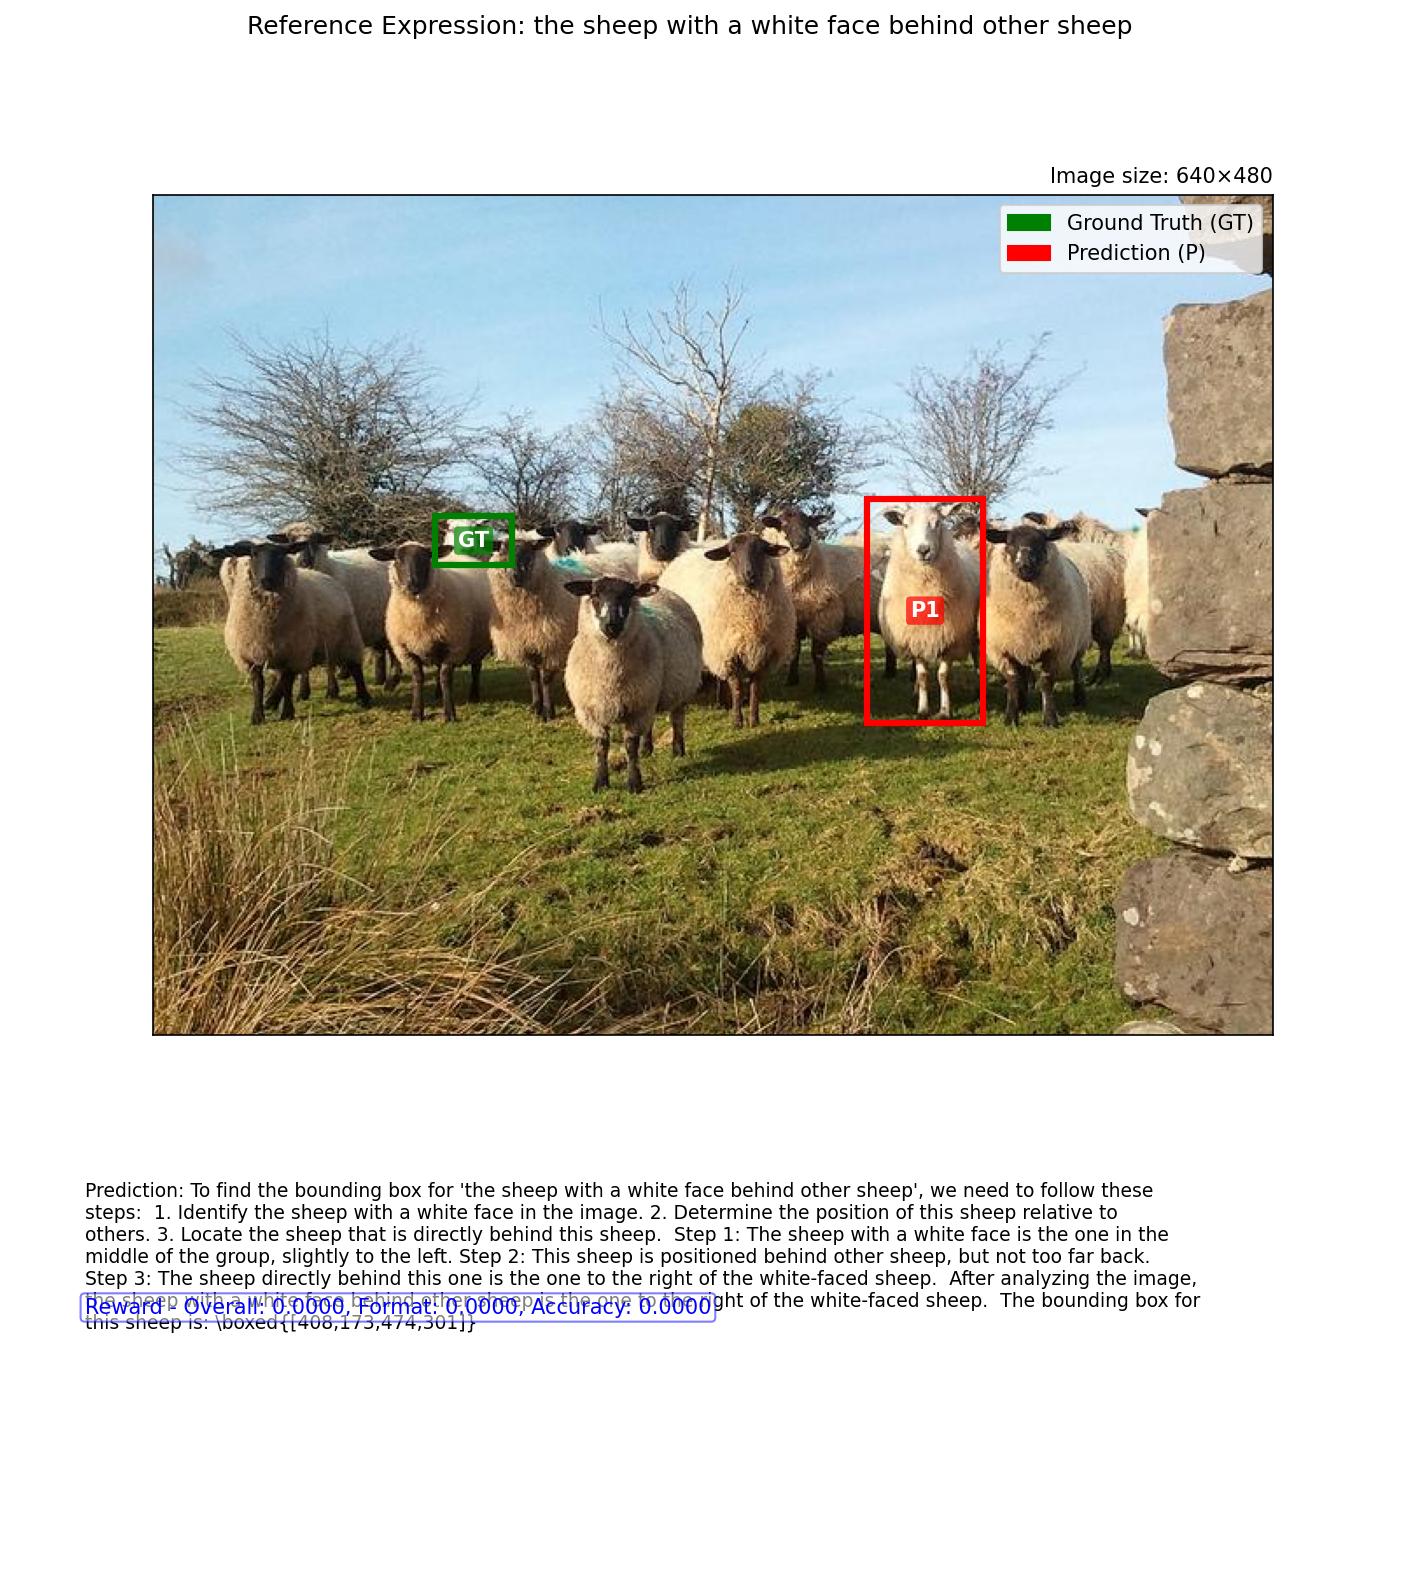 Reference Expression: the sheep with a white face behind other sheep
Image size: 640×480
Ground Truth (GT)
Prediction (P)
GT
P1
Prediction: To find the bounding box for 'the sheep with a white face behind other sheep', we need to follow these
steps:  1. Identify the sheep with a white face in the image. 2. Determine the position of this sheep relative to
others. 3. Locate the sheep that is directly behind this sheep.  Step 1: The sheep with a white face is the one in the
middle of the group, slightly to the left. Step 2: This sheep is positioned behind other sheep, but not too far back.
Step 3: The sheep directly behind this one is the one to the right of the white-faced sheep.  After analyzing the image,
the sheep with a white face behind other sheep is the one to the right of the white-faced sheep.  The bounding box for
Reward - Overall: 0.0000, Format: 0.0000, Accuracy: 0.0000
this sheep is: \boxed{[408,173,474,301]}